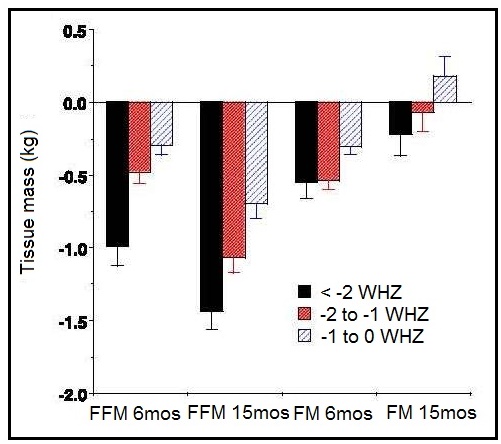 Tissue mass (kg)
0.5
0.0
-0.5
-1.0
-1.5
-2.0
< -2 WHZ
-2 to -1 WHZ
-1 to 0 WHZ
FFM 6mos FFM 15mos FM 6mos FM 15mos